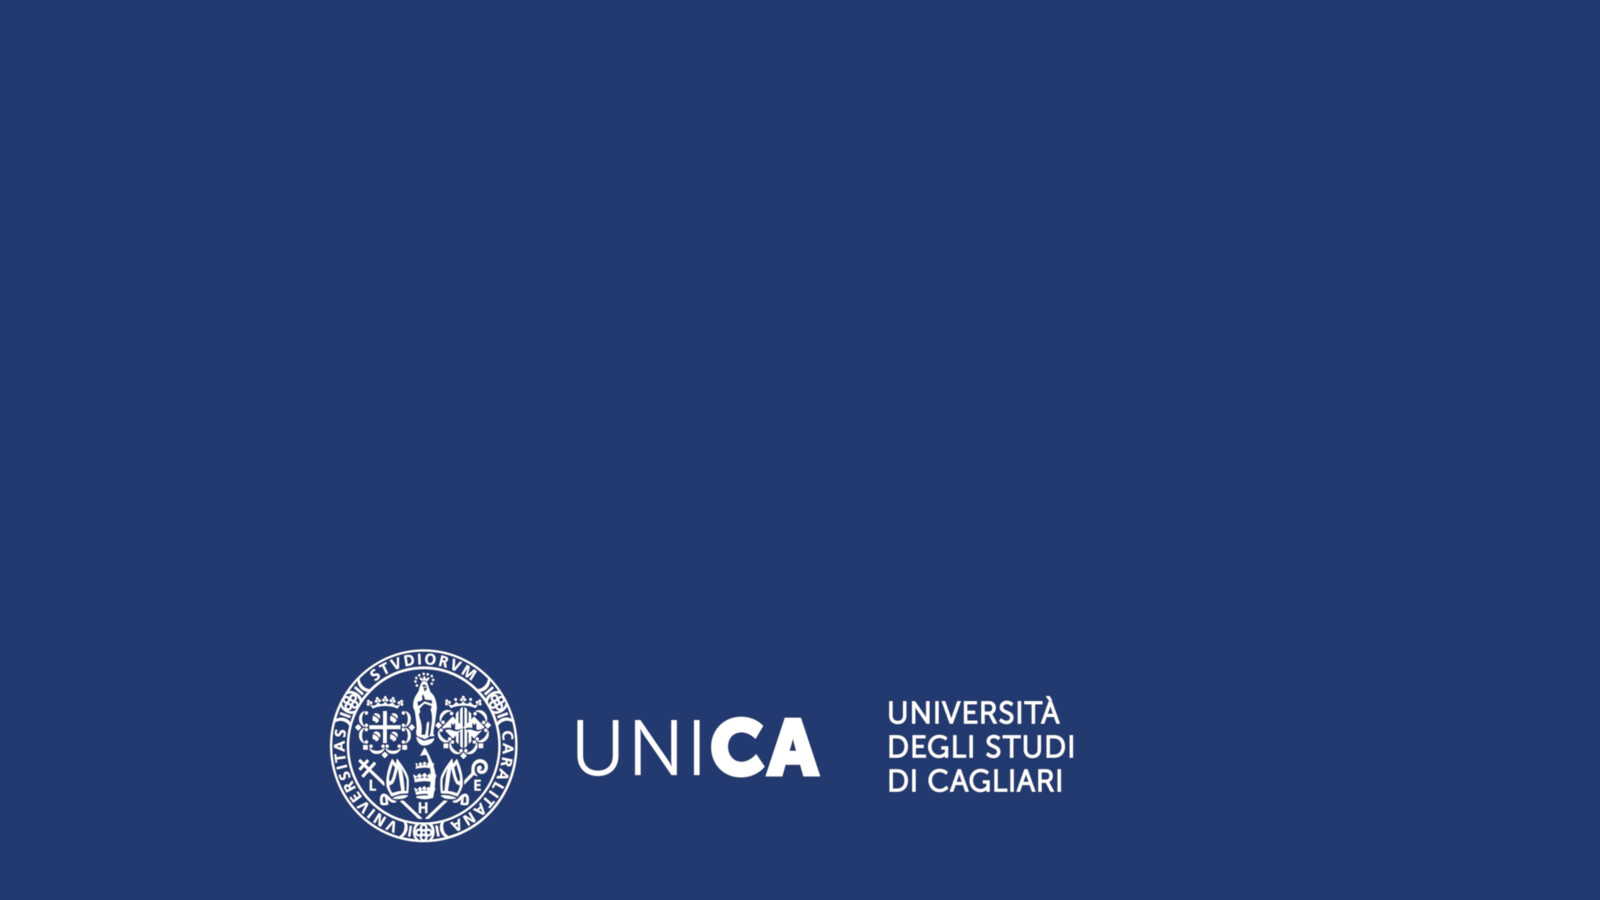 STVDIORVM
VNIVERSITAS
CARALITANA
L
H
E
UNICA
UNIVERSITÀ
DEGLI STUDI
DI CAGLIARI